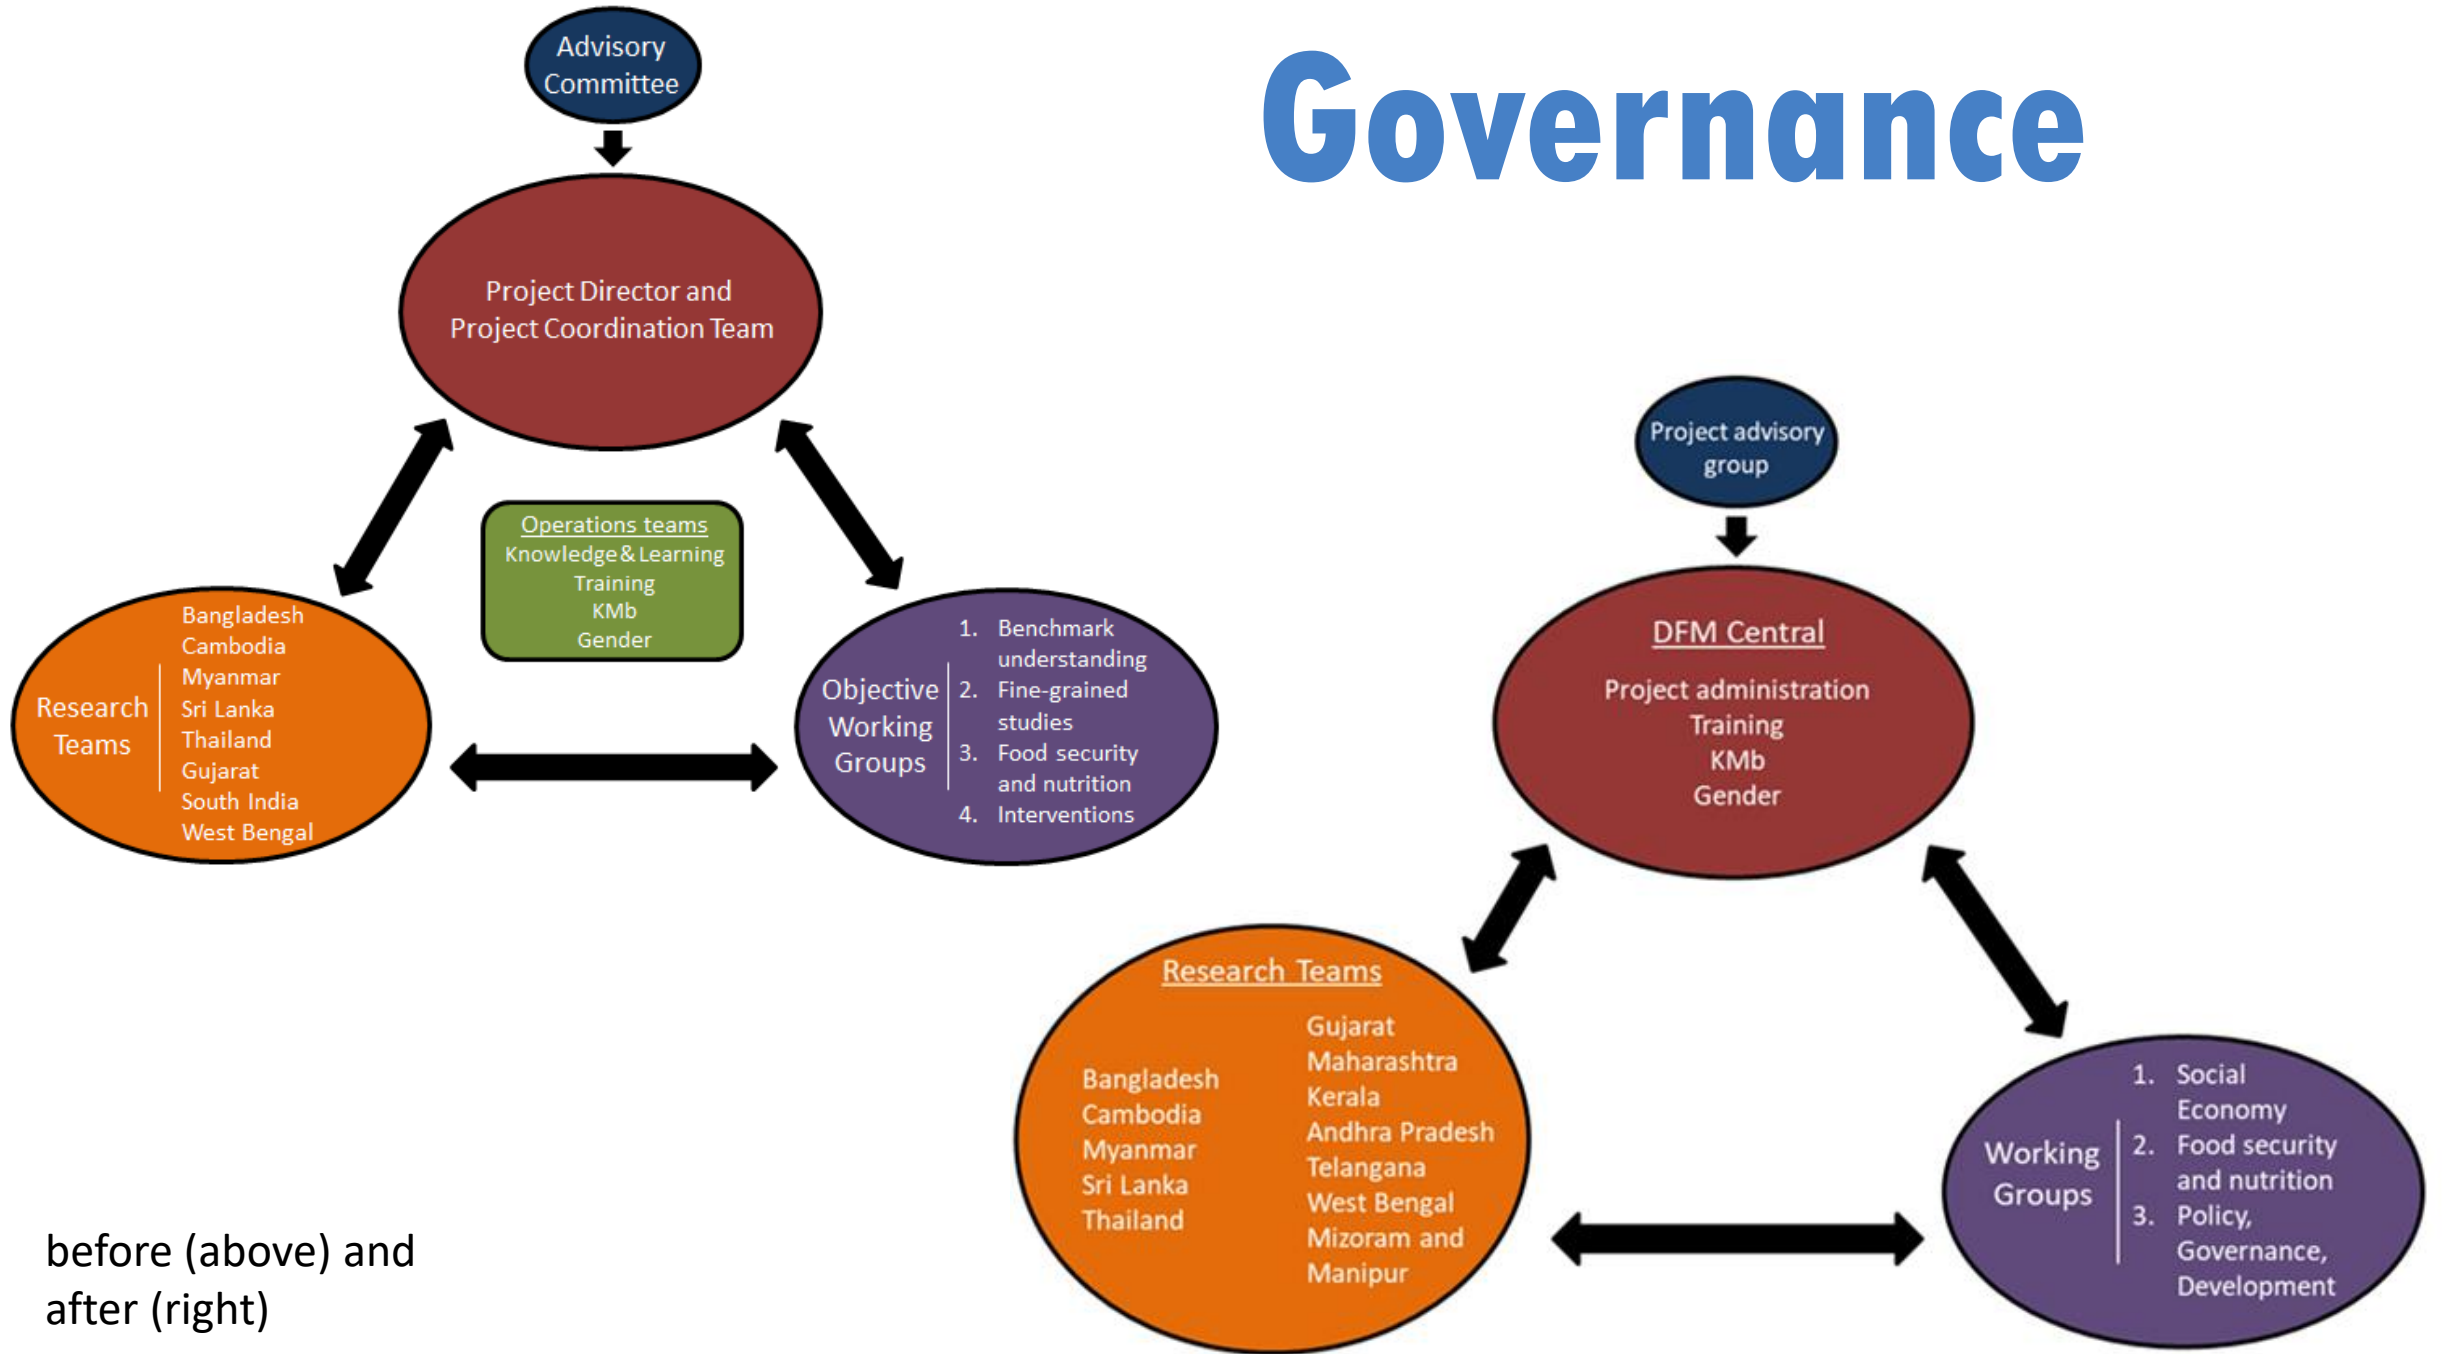 Governance
Advisory
Committee
Project Director and
Project Coordination Team
Operations teams
Knowledge & Learning
Training
KMb
Gender
Research
Teams
Bangladesh
Cambodia
Myanmar
Sri Lanka
Thailand
Gujarat
South India
West Bengal
Objective
Working
Groups
1. Benchmark
understanding
2. Fine-grained
studies
3. Food security
and nutrition
4. Interventions
Project advisory
group
DFM Central
Project administration
Training
KMb
Gender
Research Teams
Bangladesh
Cambodia
Myanmar
Sri Lanka
Thailand
Gujarat
Maharashtra
Kerala
Andhra Pradesh
Telangana
West Bengal
Mizoram and
Manipur
Working
Groups
1. Social
Economy
2. Food security
and nutrition
3. Policy,
Governance,
Development
before (above) and
after (right)